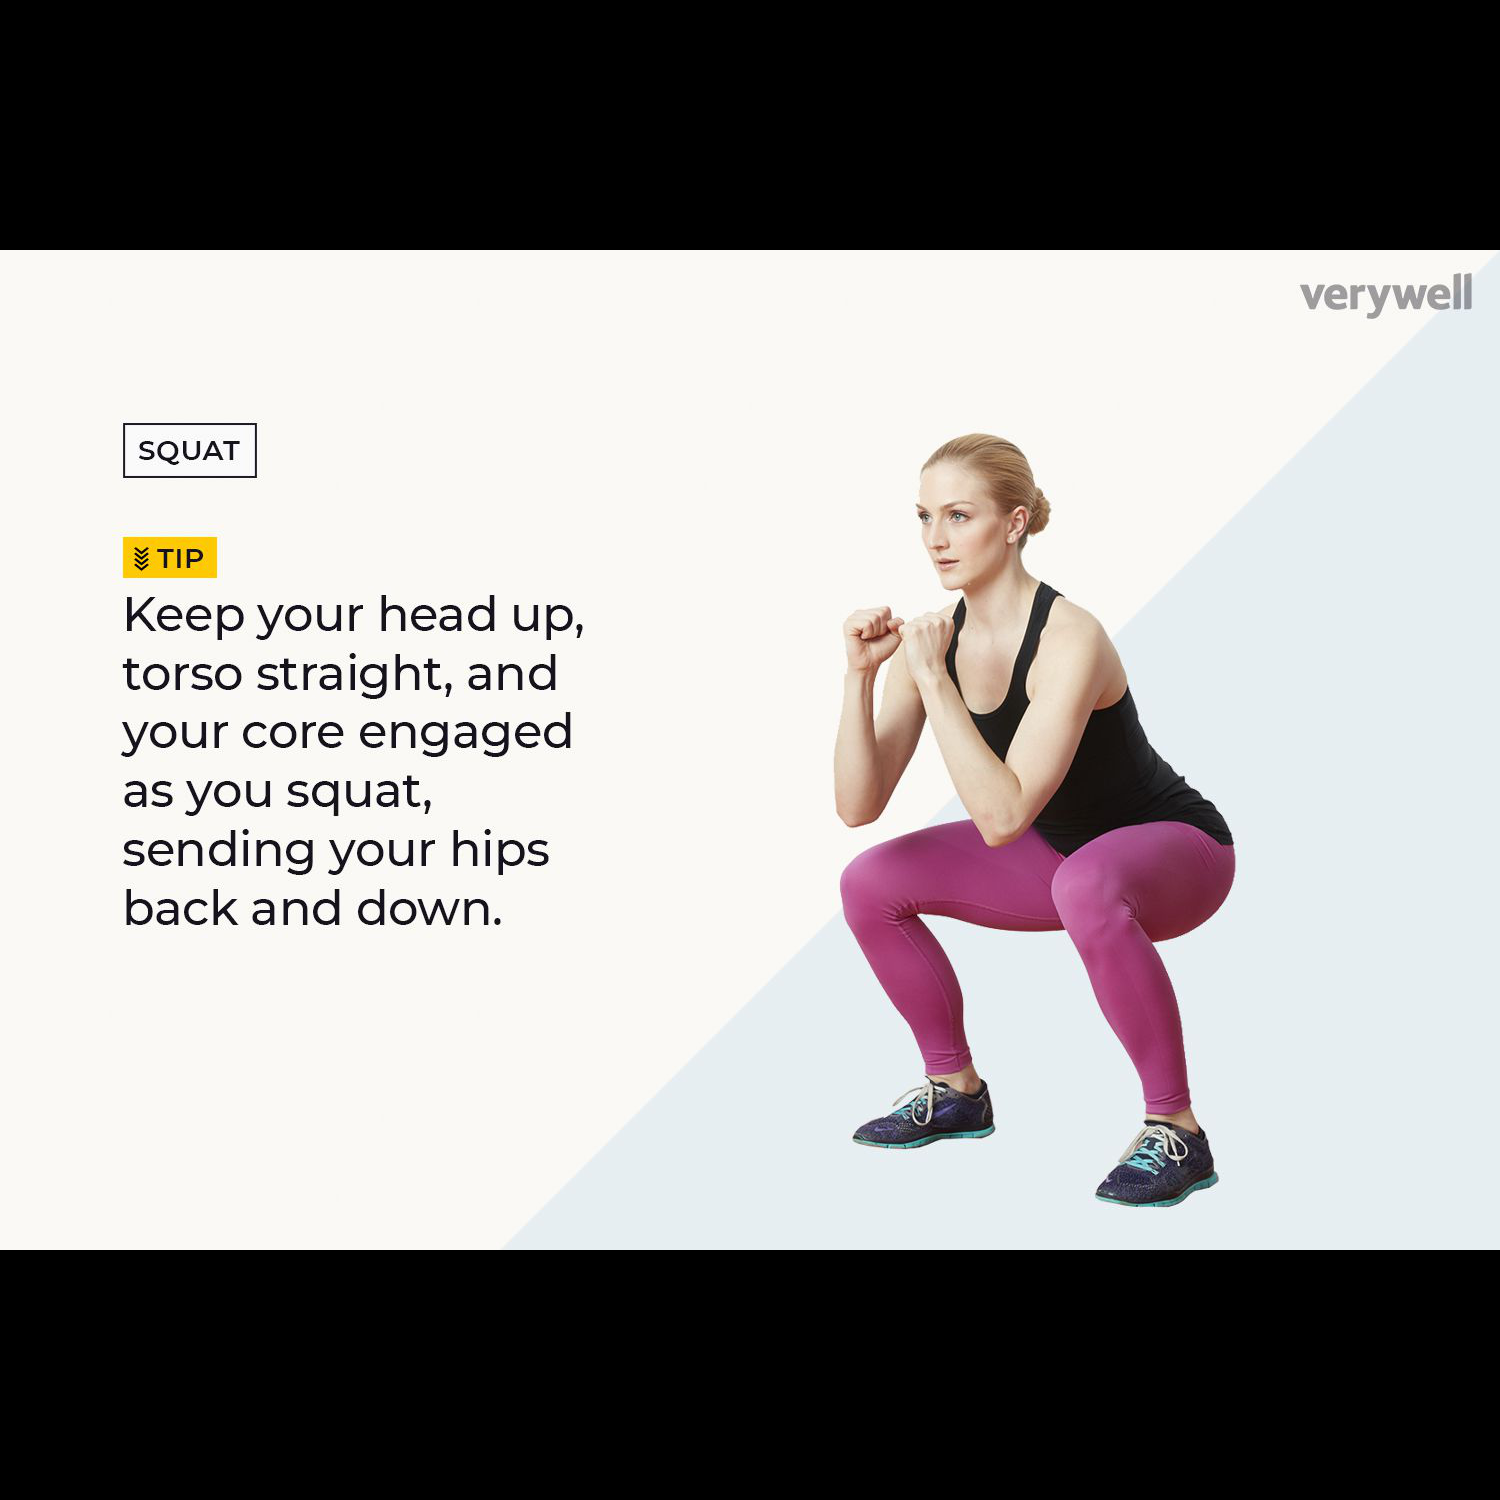 verywell
SQUAT
TIP
Keep your head up,
torso straight, and
your core engaged
as you squat,
sending your hips
back and down.